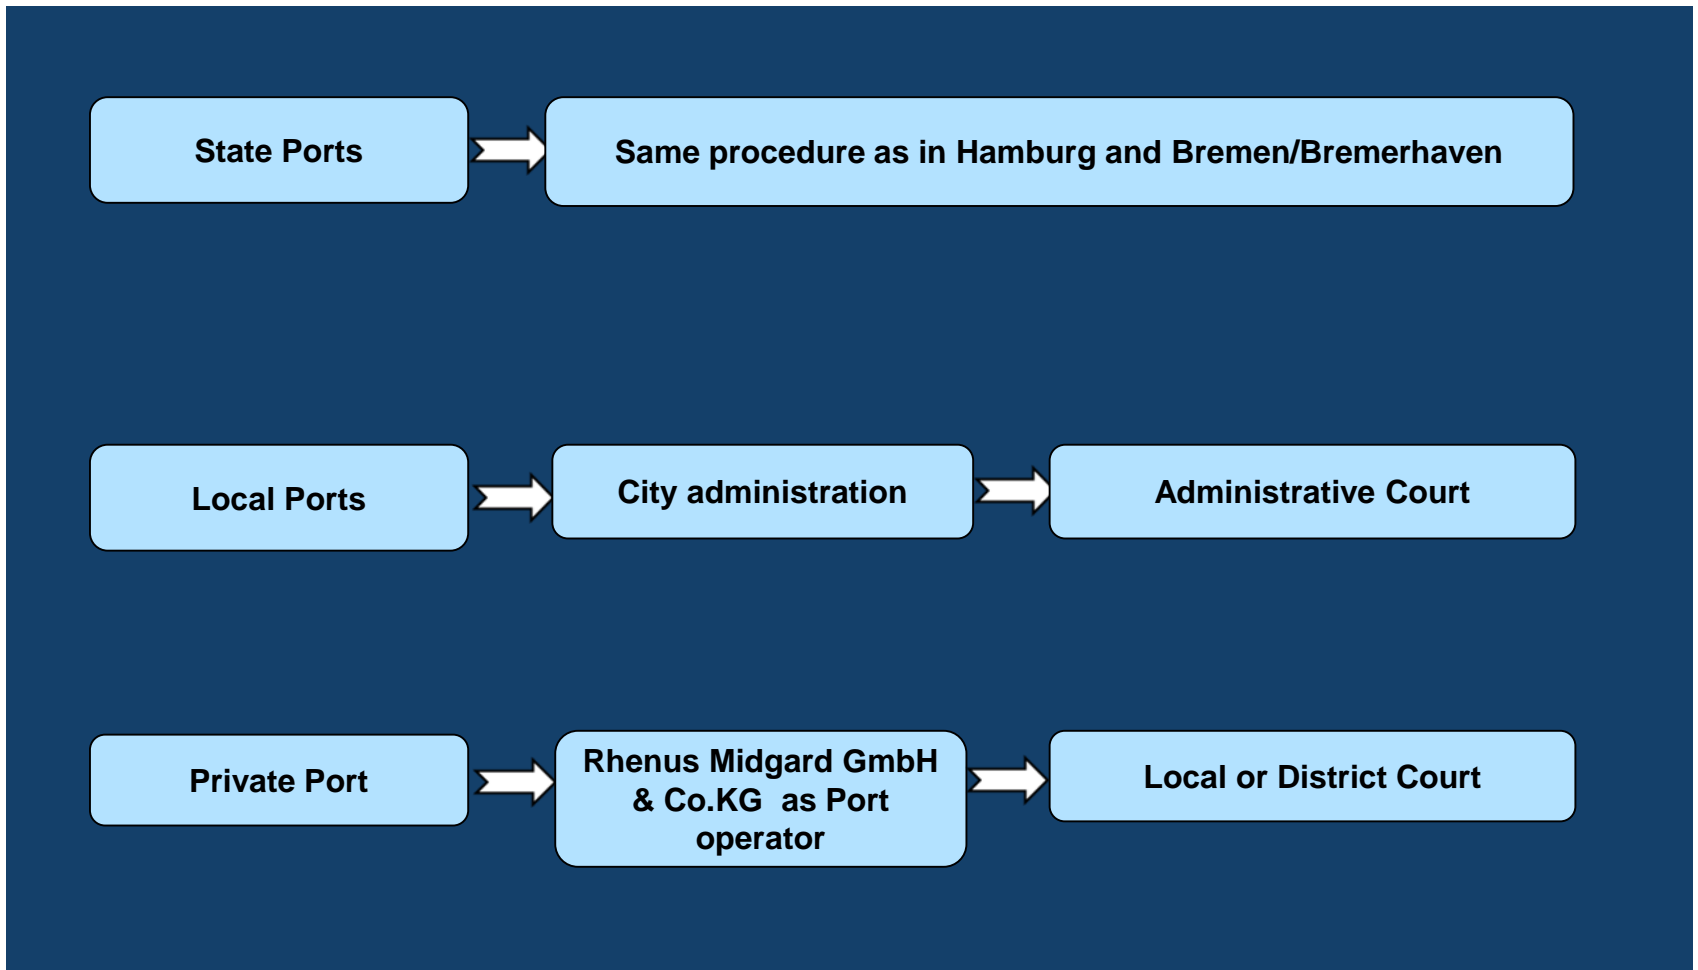 State Ports
Same procedure as in Hamburg and Bremen/Bremerhaven
Local Ports
City administration
Administrative Court
Private Port
Rhenus Midgard GmbH
& Co.KG  as Port
operator
Local or District Court